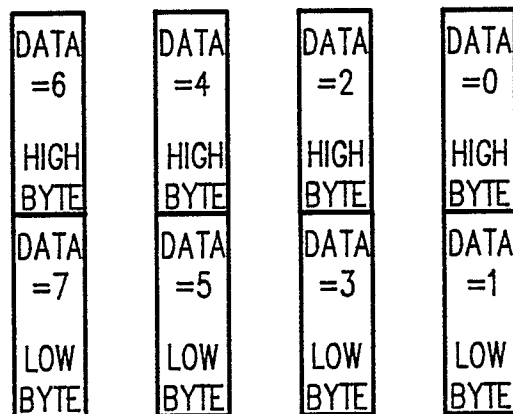 DATA DATA DATA DATA
=6 =4 =2 =0
HIGH HIGH HIGH HIGH
BYTE BYTE BYTE BYTE
DATA DATA DATA DATA
=7 =5 =3 =1
LOW LOW LOW LOW
BYTE BYTE BYTE BYTE